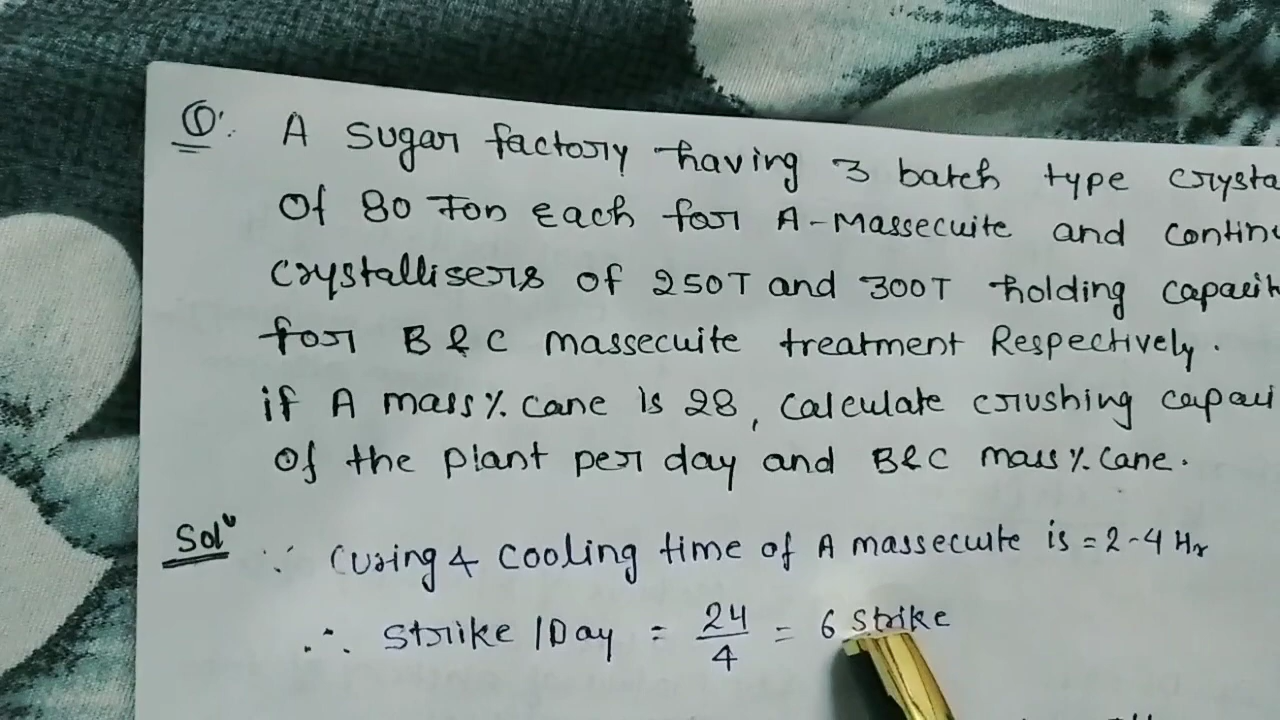 Q: A Sugar factory having 3 batch type crysta
Of 80 Ton Each for A-Massecuite and contin
Crystallisers of 250T and 300T holding capacit
for B & C massecuite treatment Respectively.
if A mass% cane is 28, Calculate crushing capaci
Of the plant per day and B&C mass% Cane.
Solⁿ ∵ Curing & Cooling time of A massecuite is = 2-4 Hr
∴ Strike /Day = 24/4 = 6 Strike